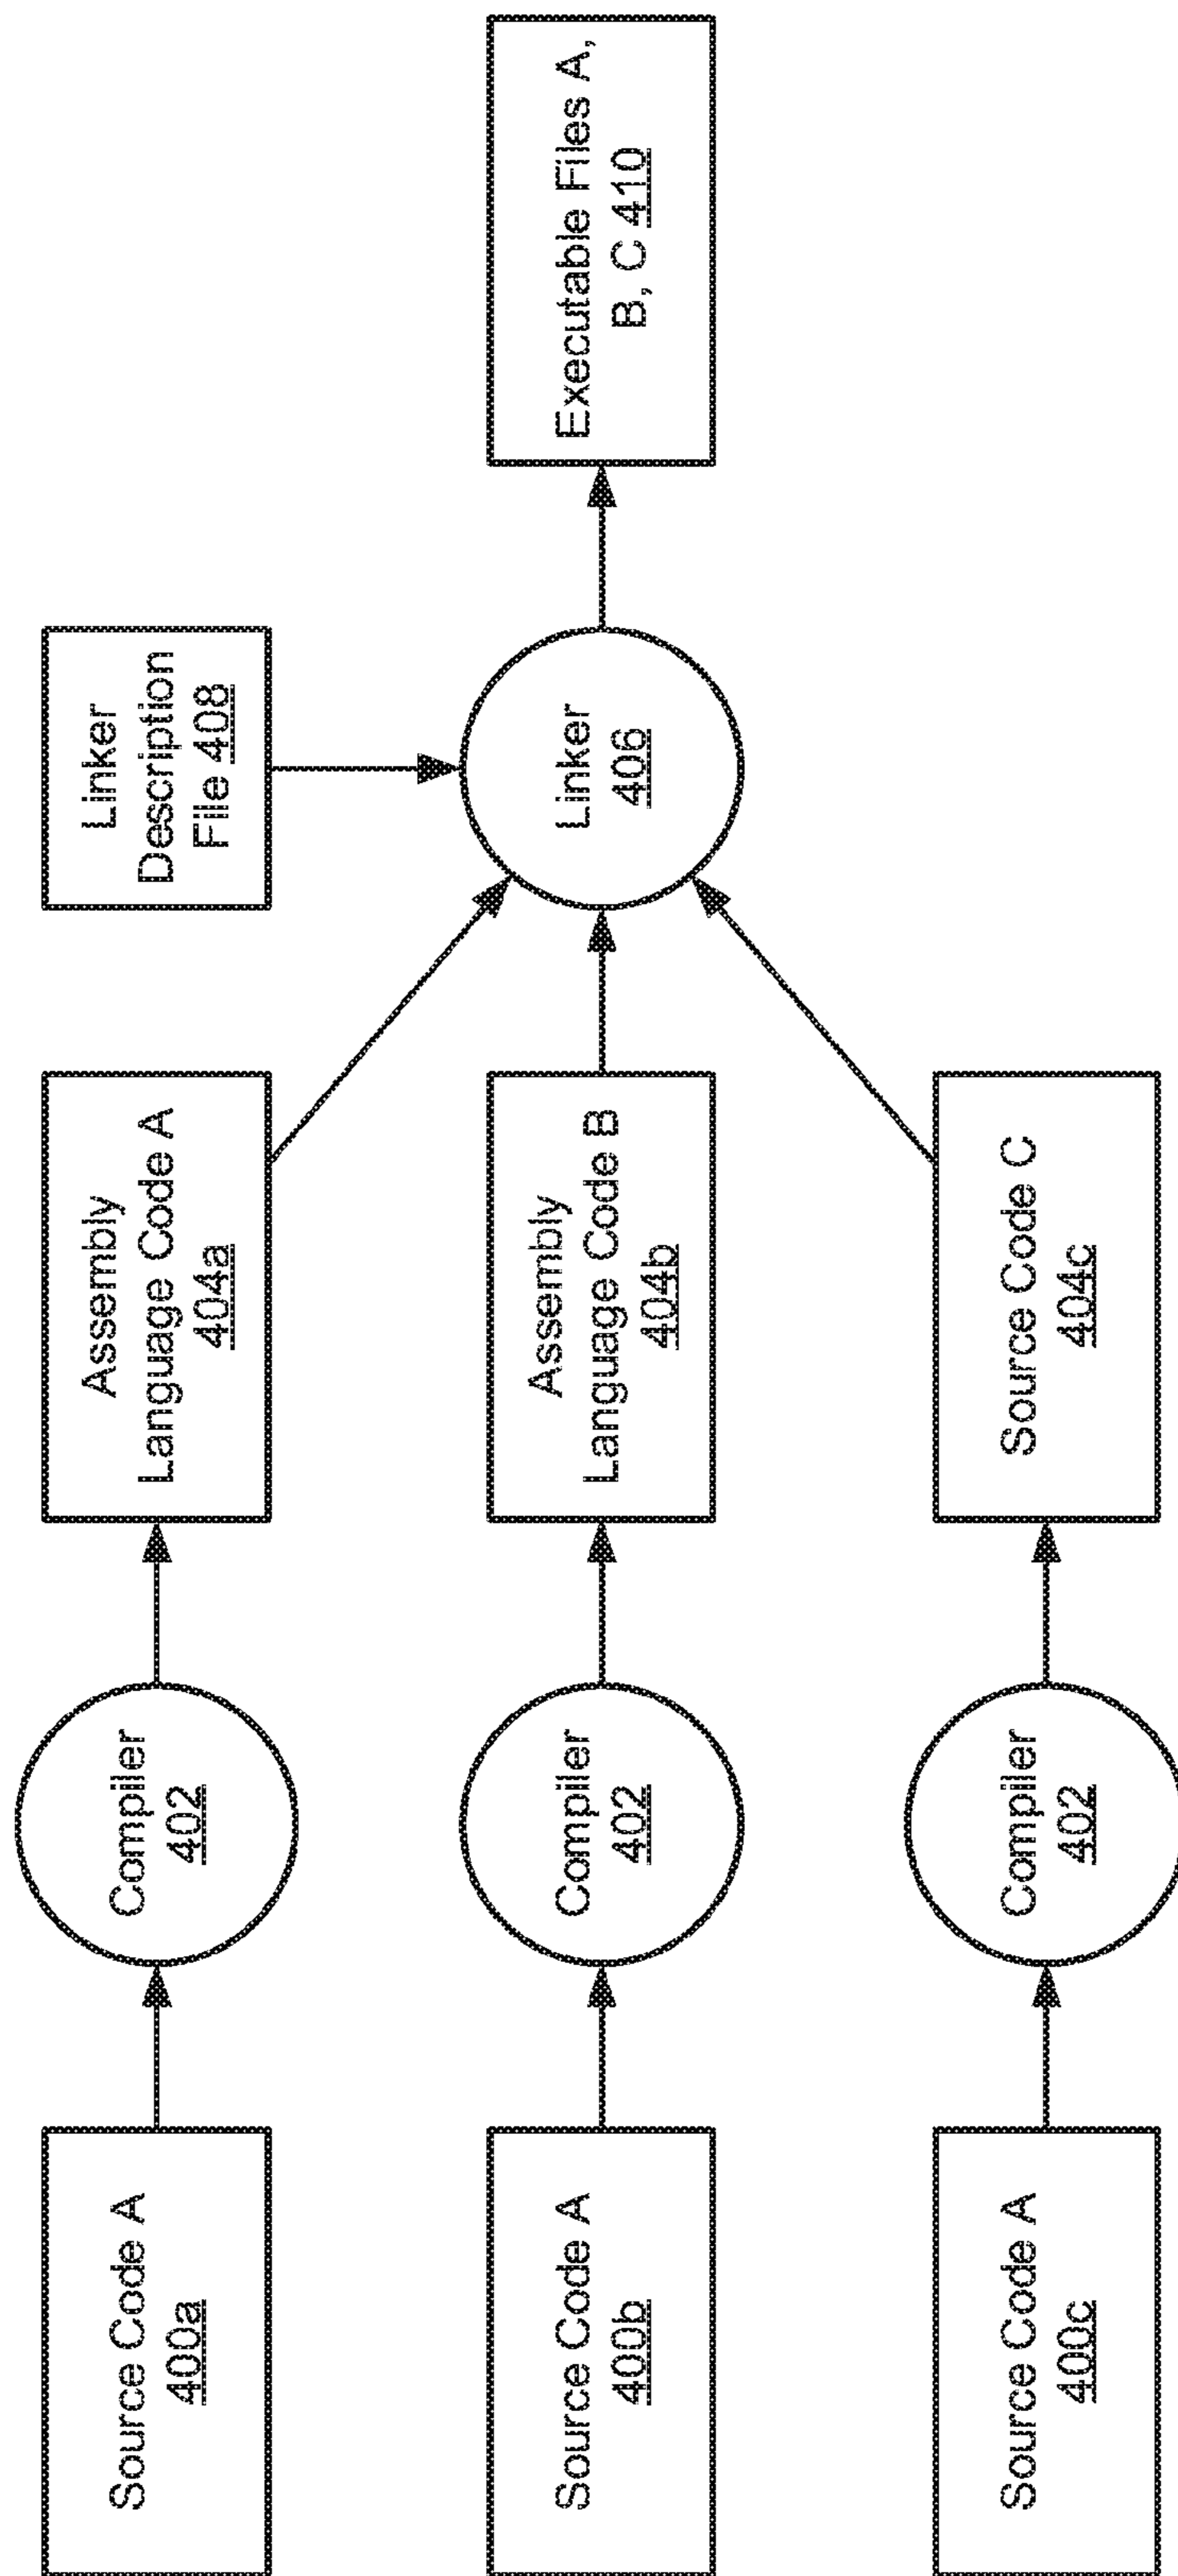 Source Code A
400a
Compiler
402
Assembly
Language Code A
404a
Linker
Description
File 408
Source Code A
400b
Compiler
402
Assembly
Language Code B
404b
Linker
406
Executable Files A,
B, C 410
Source Code A
400c
Compiler
402
Source Code C
404c